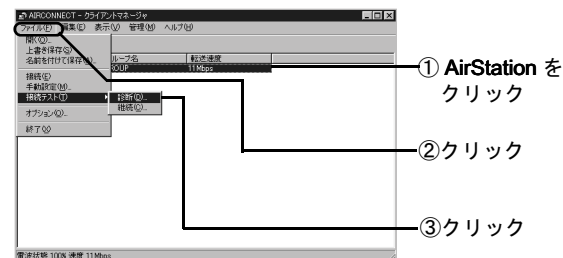 AIRCONNECT - クライアントマネージャ
ファイル(F) 編集(E) 表示(V) 管理(M) ヘルプ(H)
開く(O)...
上書き保存(S)
名前を付けて保存(A)...
接続(E)
手動設定(M)...
接続テスト(T)
オプション(O)...
終了(X)
診断(D)...
継続(C)...
ループ名 転送速度
OUP 11Mbps
電波状態 100% 速度 11Mbps
① AirStation を
クリック
②クリック
③クリック